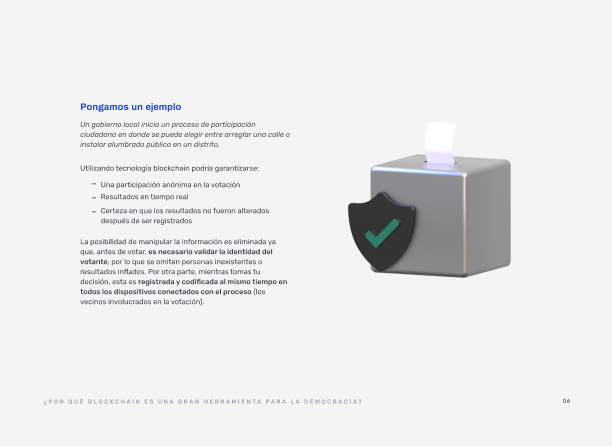 Pongamos un ejemplo
Un gobierno local inicia un proceso de participación
ciudadana en donde se puede elegir entre arreglar una calle o
instalar alumbrado público en un distrito.
Utilizando tecnología blockchain podría garantizarse:
– Una participación anónima en la votación
– Resultados en tiempo real
– Certeza en que los resultados no fueron alterados
después de ser registrados
La posibilidad de manipular la información es eliminada ya
que, antes de votar, es necesario validar la identidad del
votante, por lo que se omiten personas inexistentes o
resultados inflados. Por otra parte, mientras tomas tu
decisión, esta es registrada y codificada al mismo tiempo en
todos los dispositivos conectados con el proceso (los
vecinos involucrados en la votación).
¿POR QUÉ BLOCKCHAIN ES UNA GRAN HERRAMIENTA PARA LA DEMOCRACIA?
06